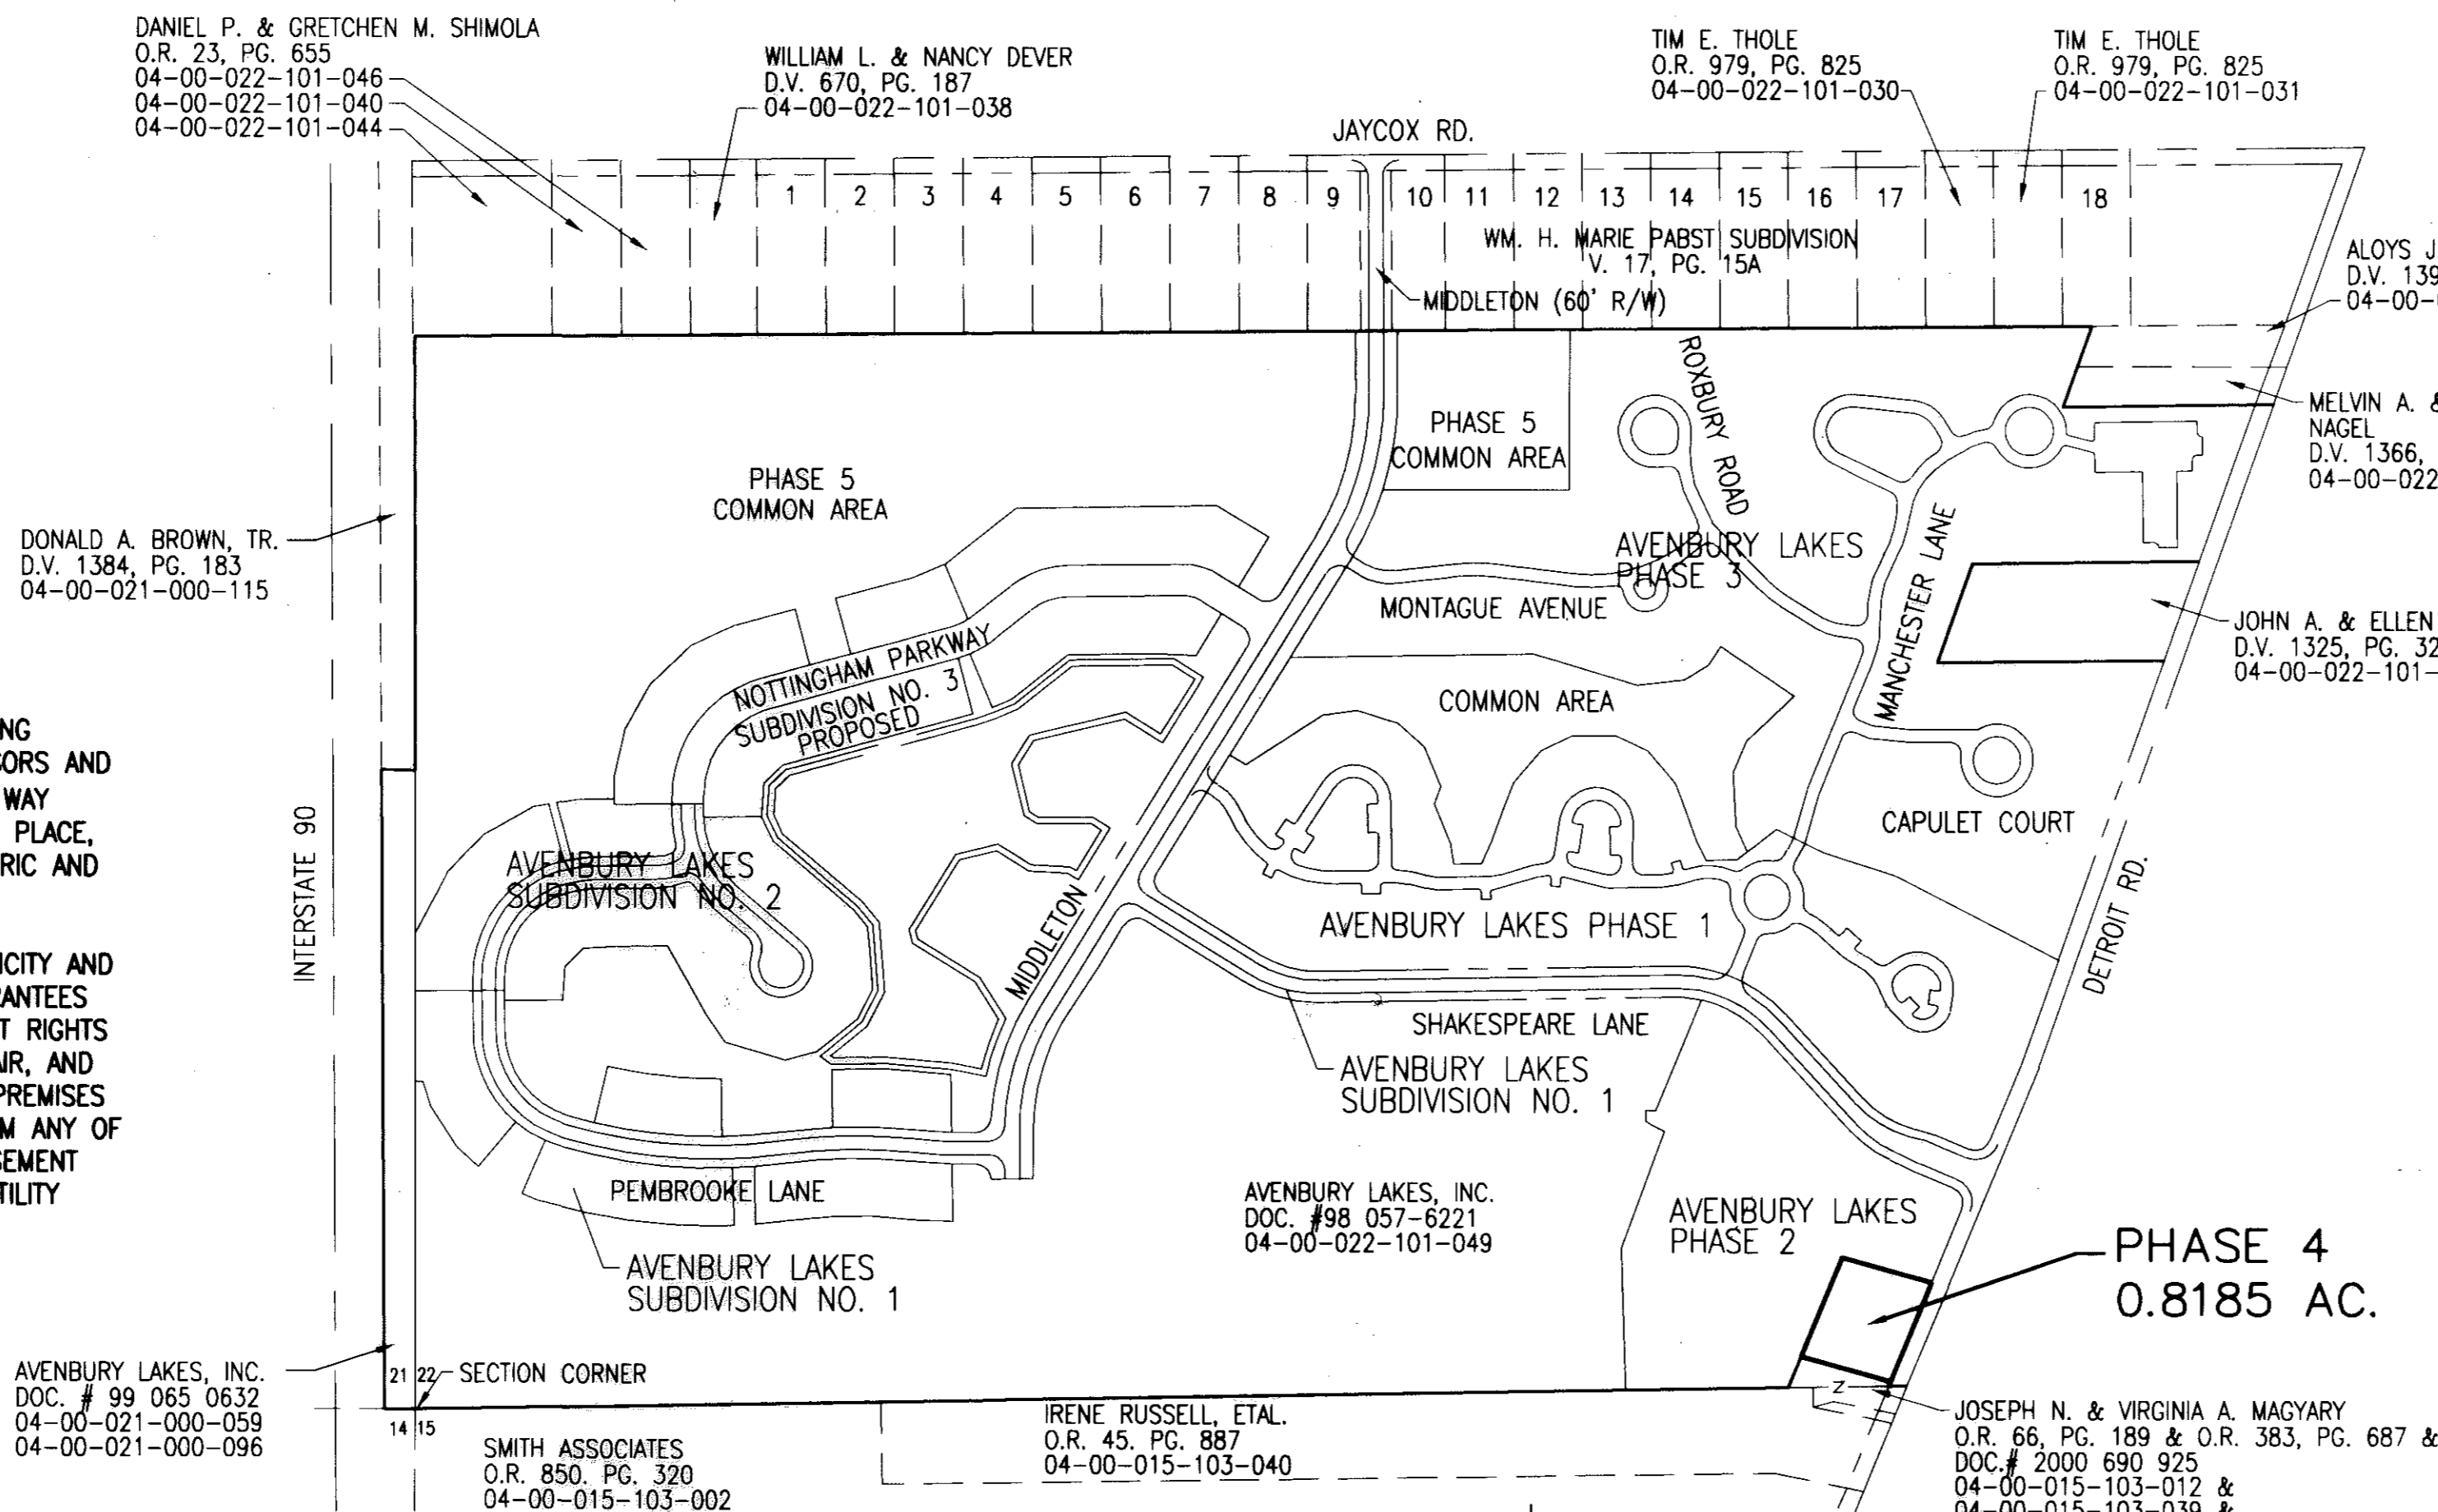 DANIEL P. & GRETCHEN M. SHIMOLA
O.R. 23, PG. 655
04-00-022-101-046
04-00-022-101-040
04-00-022-101-044
WILLIAM L. & NANCY DEVER
D.V. 670, PG. 187
04-00-022-101-038
TIM E. THOLE
O.R. 979, PG. 825
04-00-022-101-030
TIM E. THOLE
O.R. 979, PG. 825
04-00-022-101-031
JAYCOX RD.
1 2 3 4 5 6 7 8 9 10 11 12 13 14 15 16 17 18
WM. H. MARIE PABST SUBDIVISION
V. 17, PG. 15A
MIDDLETON (60' R/W)
ALOYS J
D.V. 139
04-00-
MELVIN A. &
NAGEL
D.V. 1366,
04-00-022
PHASE 5
COMMON AREA
PHASE 5
COMMON AREA
ROXBURY ROAD
MANCHESTER LANE
AVENBURY LAKES
PHASE 3
MONTAGUE AVENUE
DONALD A. BROWN, TR.
D.V. 1384, PG. 183
04-00-021-000-115
JOHN A. & ELLEN
D.V. 1325, PG. 32
04-00-022-101-
NOTTINGHAM PARKWAY
SUBDIVISION NO. 3
PROPOSED
COMMON AREA
CAPULET COURT
NG
CORS AND
WAY
PLACE,
RIC AND
INTERSTATE 90
AVENBURY LAKES
SUBDIVISION NO. 2
MIDDLETON
AVENBURY LAKES PHASE 1
DETROIT RD.
ICITY AND
RANTEES
T RIGHTS
AIR, AND
PREMISES
M ANY OF
SEMENT
TILITY
SHAKESPEARE LANE
AVENBURY LAKES
SUBDIVISION NO. 1
PEMBROOKE LANE
AVENBURY LAKES
SUBDIVISION NO. 1
AVENBURY LAKES, INC.
DOC. #98 057-6221
04-00-022-101-049
AVENBURY LAKES
PHASE 2
PHASE 4
0.8185 AC.
AVENBURY LAKES, INC.
DOC. # 99 065 0632
04-00-021-000-059
04-00-021-000-096
21 22
14 15
SECTION CORNER
SMITH ASSOCIATES
O.R. 850. PG. 320
04-00-015-103-002
IRENE RUSSELL, ETAL.
O.R. 45. PG. 887
04-00-015-103-040
Z
JOSEPH N. & VIRGINIA A. MAGYARY
O.R. 66, PG. 189 & O.R. 383, PG. 687 &
DOC.# 2000 690 925
04-00-015-103-012 &
04-00-015-103-039 &